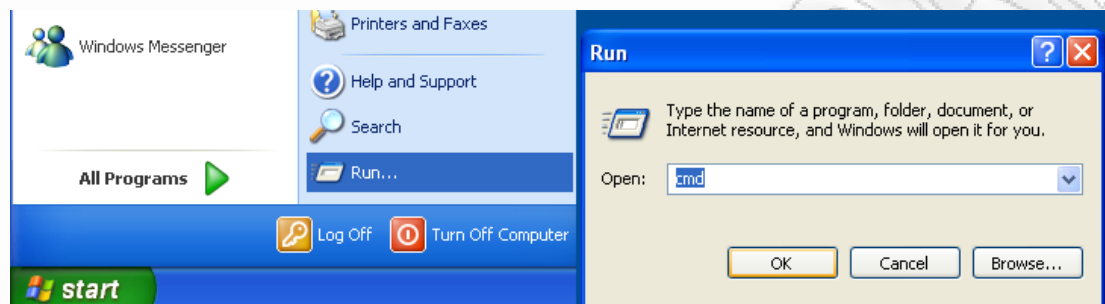 Windows Messenger
Printers and Faxes
Help and Support
Search
Run...
All Programs
Log Off
Turn Off Computer
start
Run
Type the name of a program, folder, document, or
Internet resource, and Windows will open it for you.
Open:
cmd
OK
Cancel
Browse...